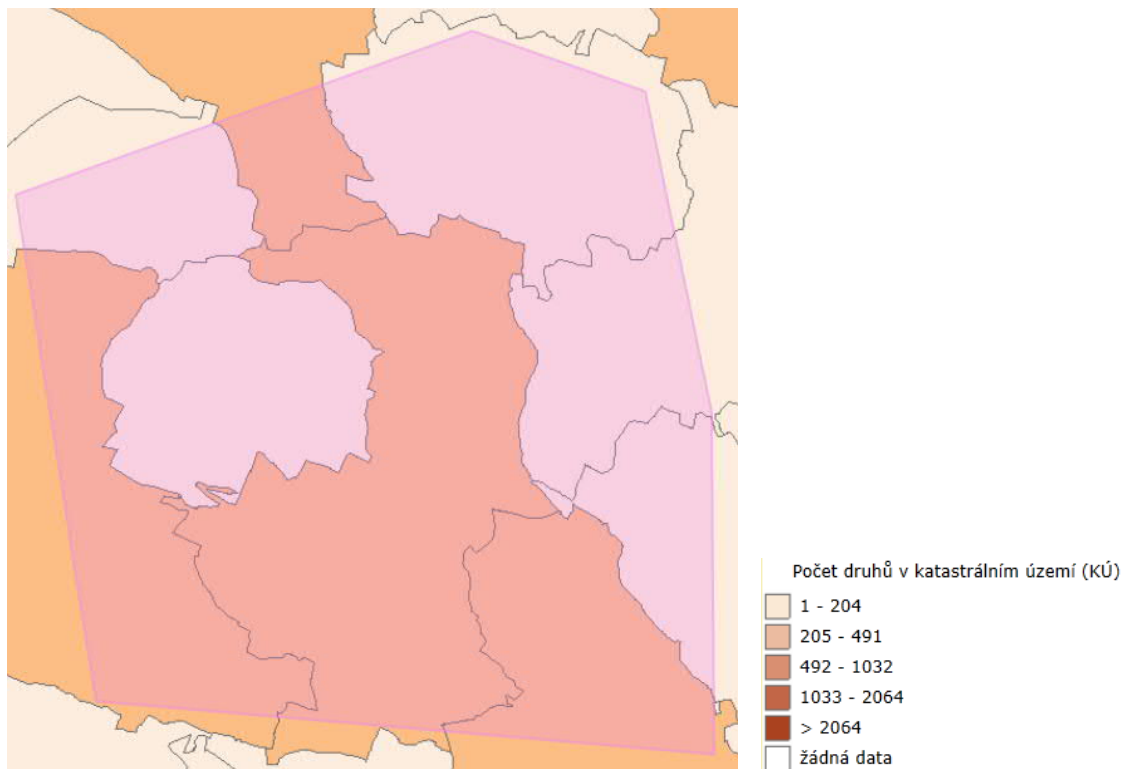 Počet druhů v katastrálním území (KÚ)
1 - 204
205 - 491
492 - 1032
1033 - 2064
> 2064
žádná data